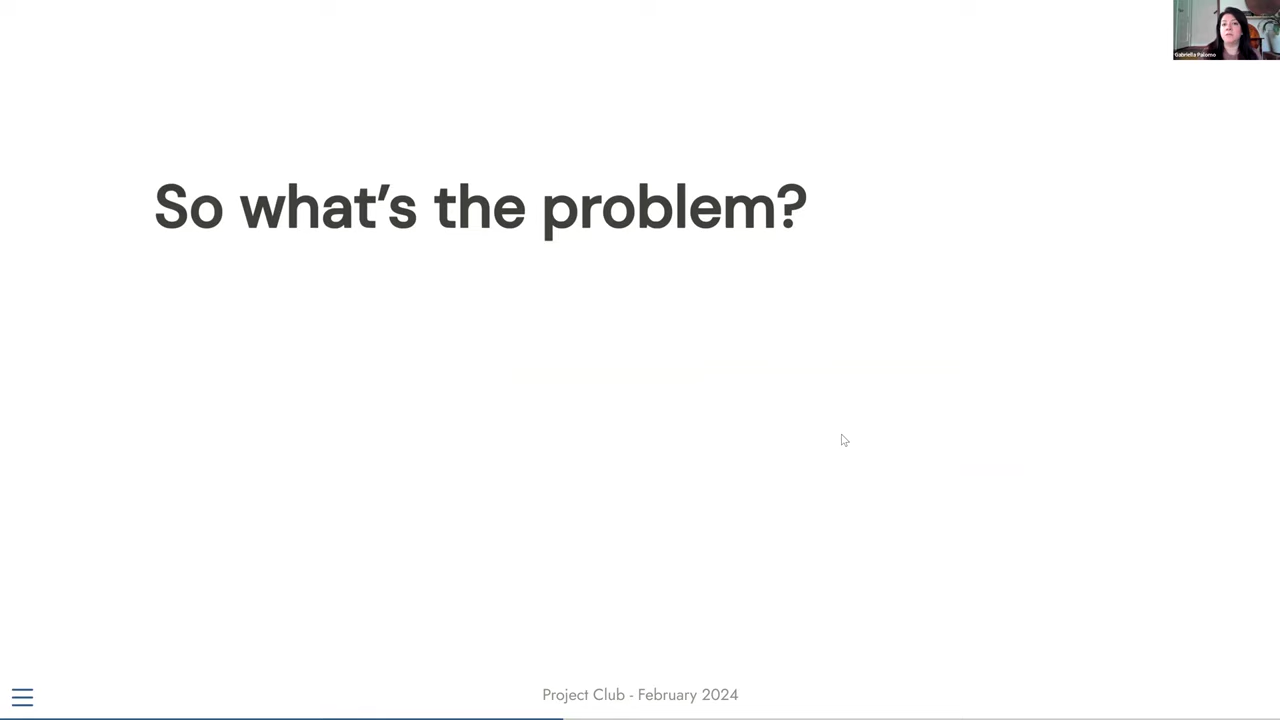 Gabriella Palomo
So what's the problem?
Project Club - February 2024